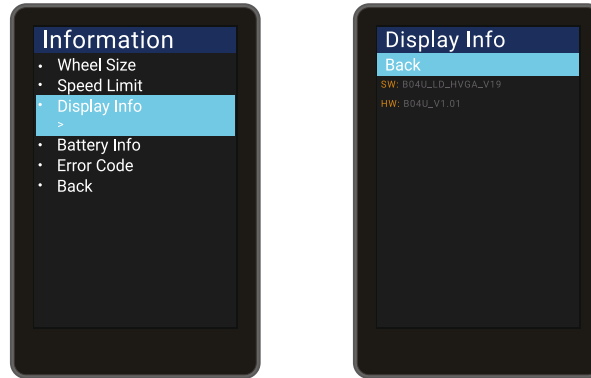 Information
• Wheel Size
• Speed Limit
• Display Info
>
• Battery Info
• Error Code
• Back
Display Info
Back
SW: B04U_LD_HVGA_V19
HW: B04U_V1.01